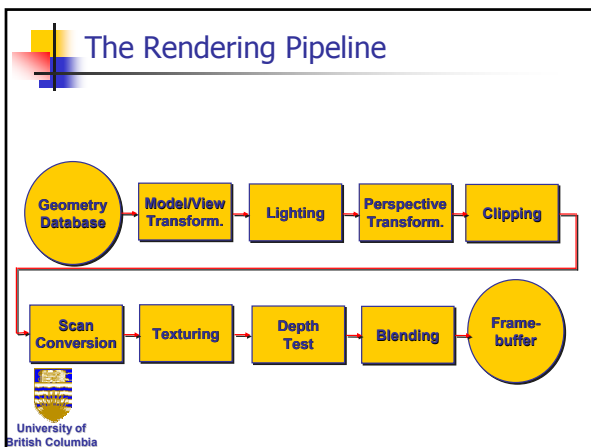 The Rendering Pipeline
Geometry
Database
Model/View
Transform.
Lighting
Perspective
Transform.
Clipping
Scan
Conversion
Texturing
Depth
Test
Blending
Frame-
buffer
University of
British Columbia